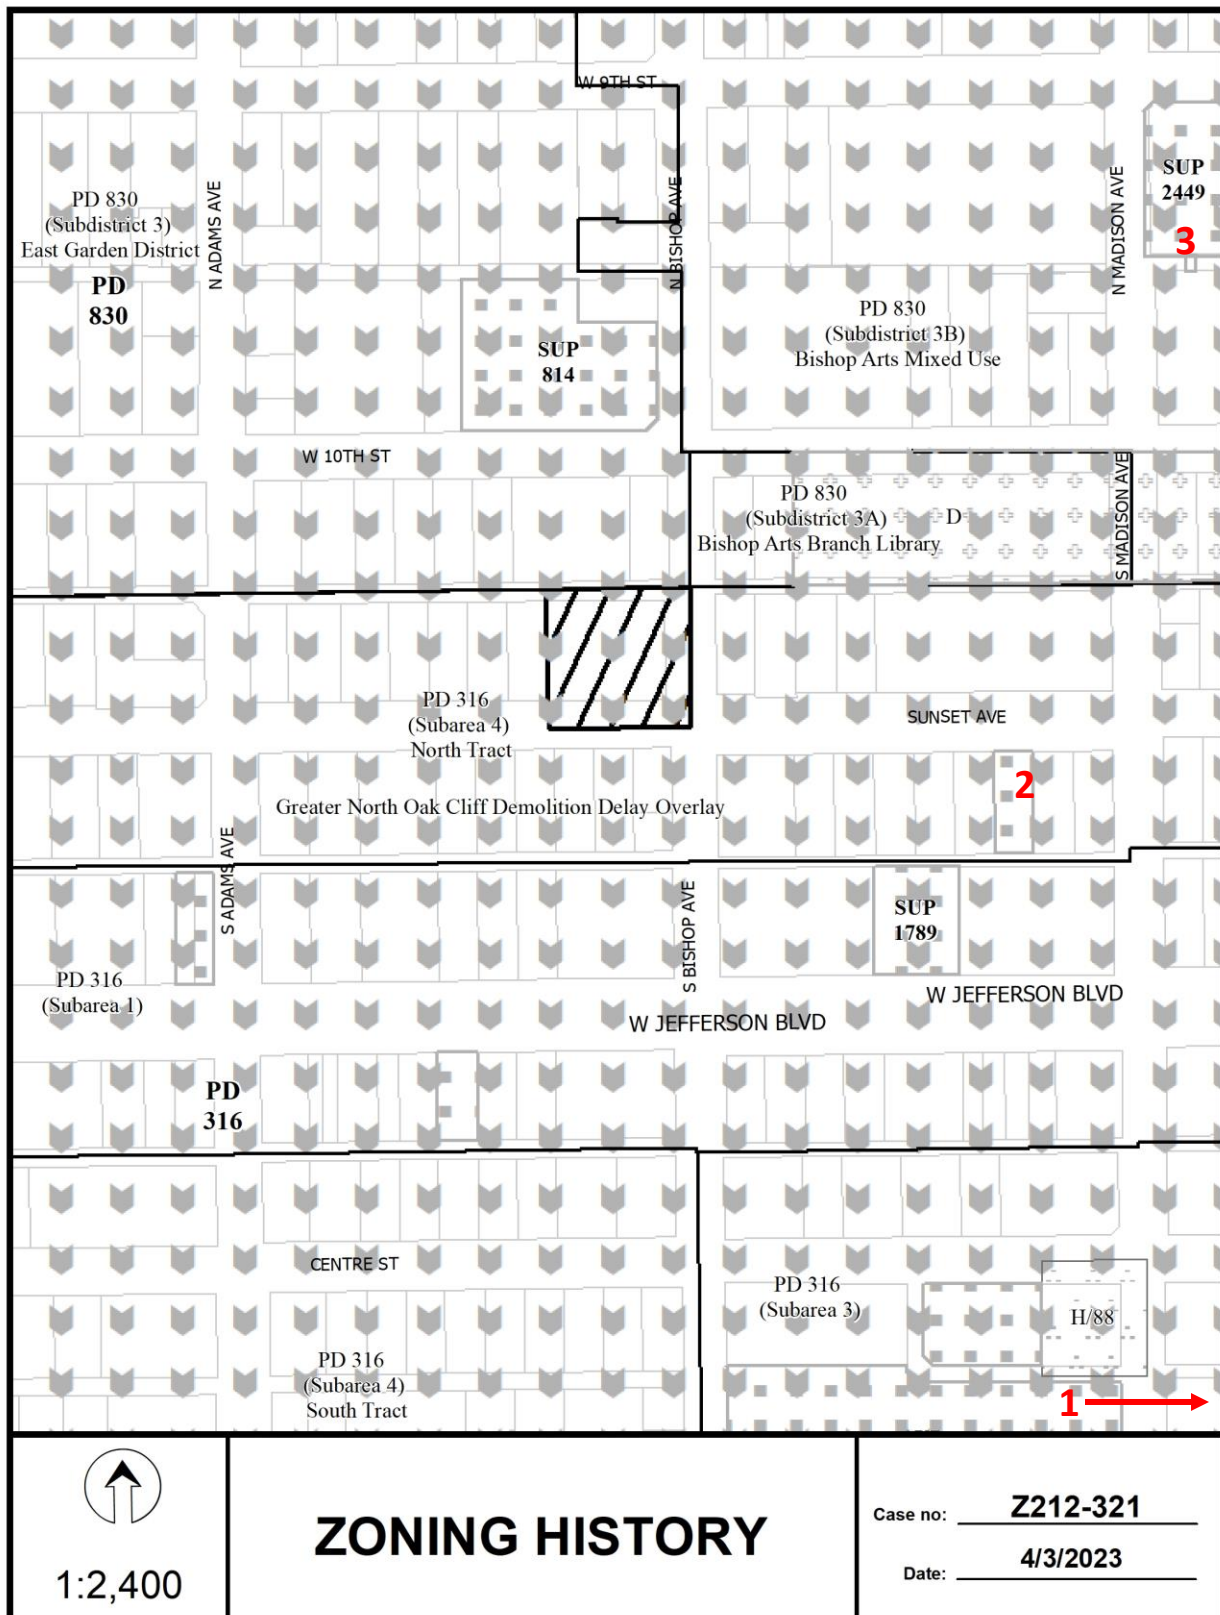 W 9TH ST
SUP
2449
3
N MADISON AVE
N BISHOP AVE
N ADAMS AVE
PD 830
(Subdistrict 3)
East Garden District
PD
830
PD 830
(Subdistrict 3B)
Bishop Arts Mixed Use
SUP
814
W 10TH ST
PD 830
(Subdistrict 3A)
Bishop Arts Branch Library
D
S MADISON AVE
PD 316
(Subarea 4)
North Tract
SUNSET AVE
2
Greater North Oak Cliff Demolition Delay Overlay
S ADAMS AVE
S BISHOP AVE
SUP
1789
PD 316
(Subarea 1)
W JEFFERSON BLVD
W JEFFERSON BLVD
PD
316
CENTRE ST
PD 316
(Subarea 3)
H/88
PD 316
(Subarea 4)
South Tract
1
1:2,400
ZONING HISTORY
Case no: Z212-321
Date: 4/3/2023